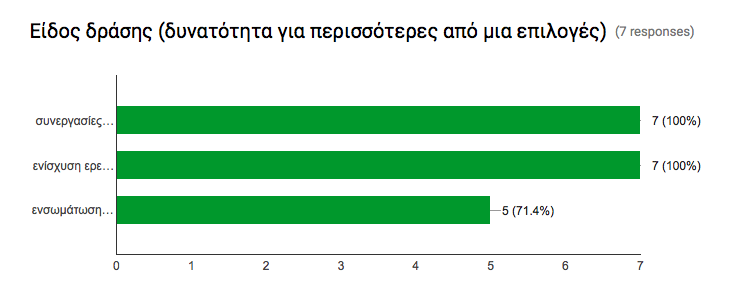 Είδος δράσης (δυνατότητα για περισσότερες από μια επιλογές) (7 responses)
συνεργασίες... 7 (100%)
ενίσχυση ερε... 7 (100%)
ενσωμάτωση... 5 (71.4%)
0 1 2 3 4 5 6 7